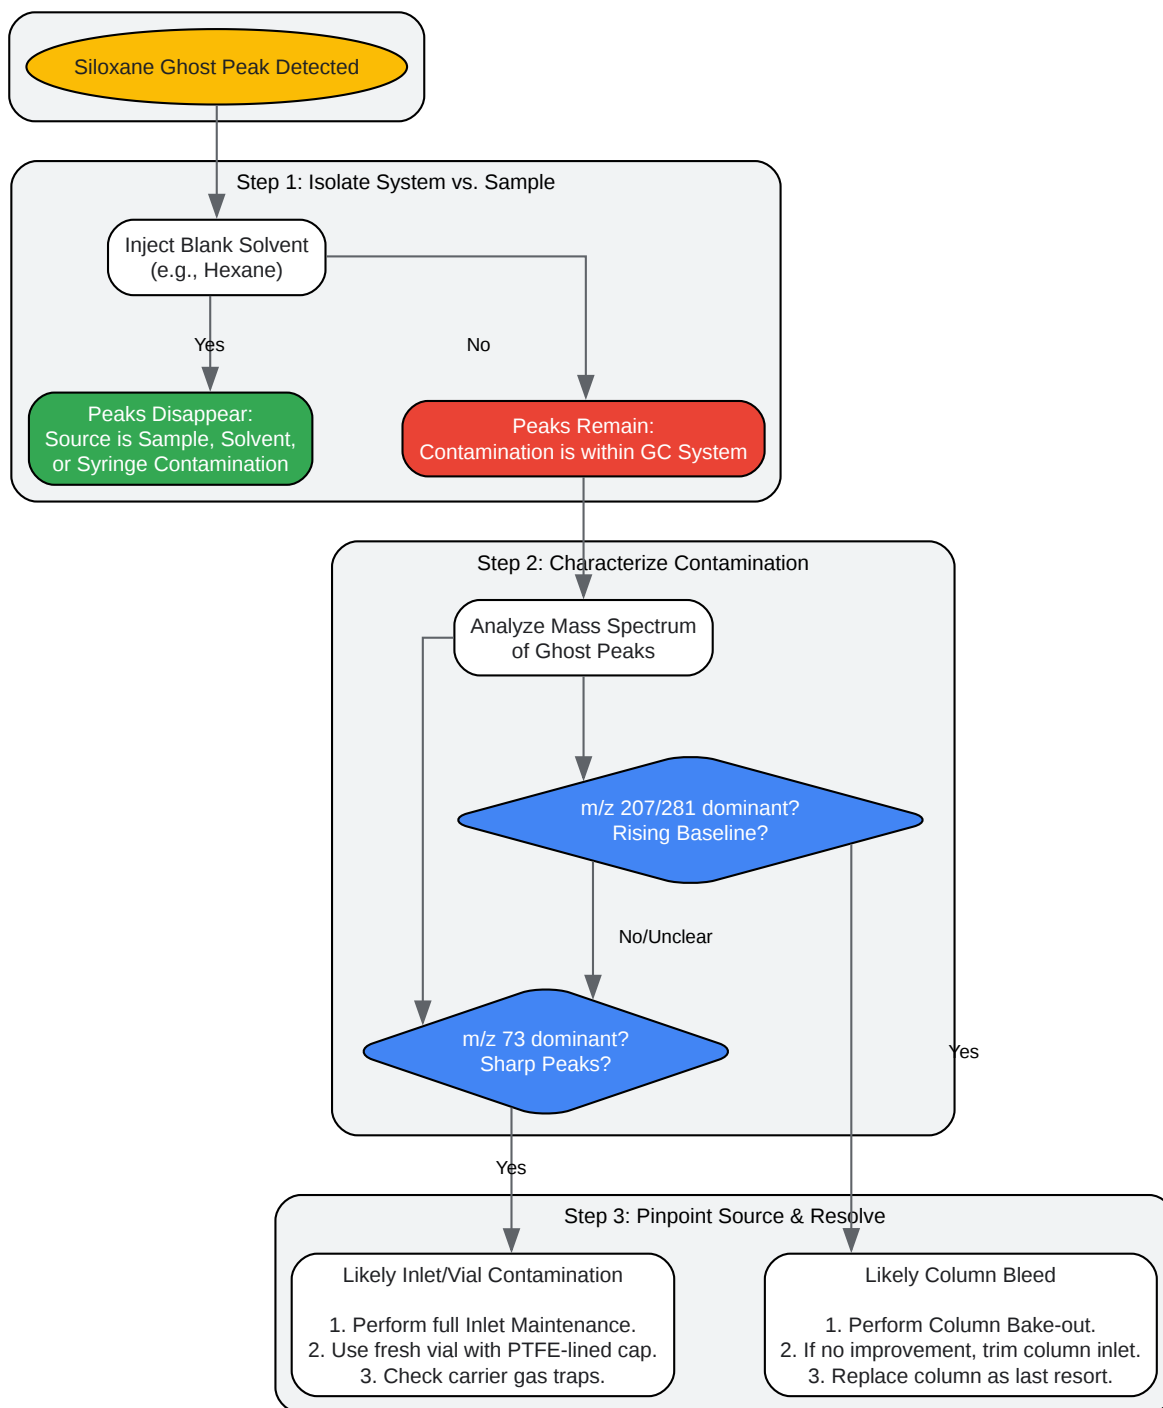 Siloxane Ghost Peak Detected
Step 1: Isolate System vs. Sample
Inject Blank Solvent
(e.g., Hexane)
Yes
No
Peaks Disappear:
Source is Sample, Solvent,
or Syringe Contamination
Peaks Remain:
Contamination is within GC System
Step 2: Characterize Contamination
Analyze Mass Spectrum
of Ghost Peaks
m/z 207/281 dominant?
Rising Baseline?
No/Unclear
m/z 73 dominant?
Sharp Peaks?
Yes
Yes
Step 3: Pinpoint Source & Resolve
Likely Inlet/Vial Contamination
1. Perform full Inlet Maintenance.
2. Use fresh vial with PTFE-lined cap.
3. Check carrier gas traps.
Likely Column Bleed
1. Perform Column Bake-out.
2. If no improvement, trim column inlet.
3. Replace column as last resort.